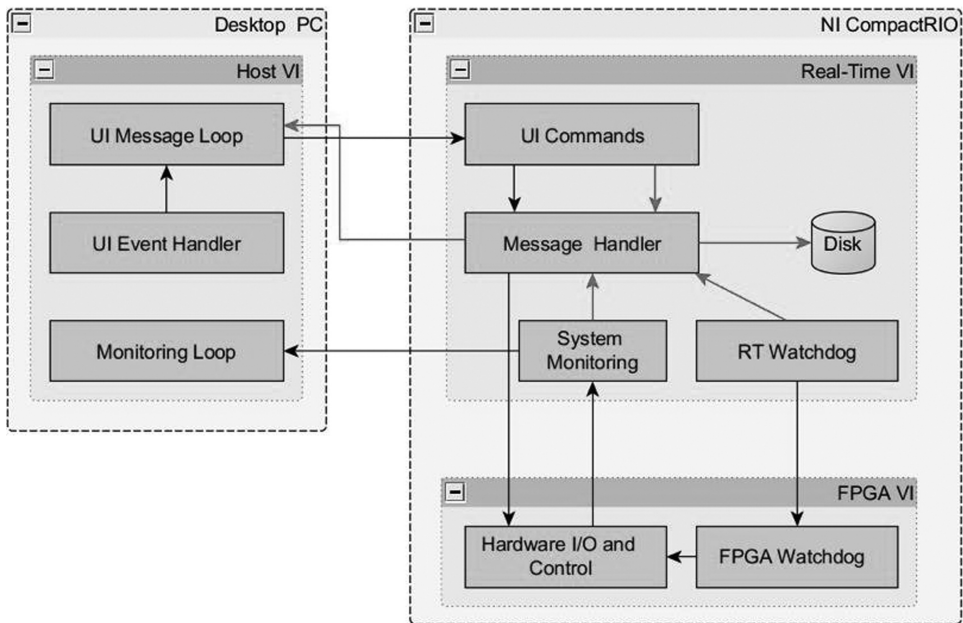 Desktop PC
Host VI
UI Message Loop
UI Event Handler
Monitoring Loop
NI CompactRIO
Real-Time VI
UI Commands
Message Handler
Disk
System
Monitoring
RT Watchdog
FPGA VI
Hardware I/O and
Control
FPGA Watchdog